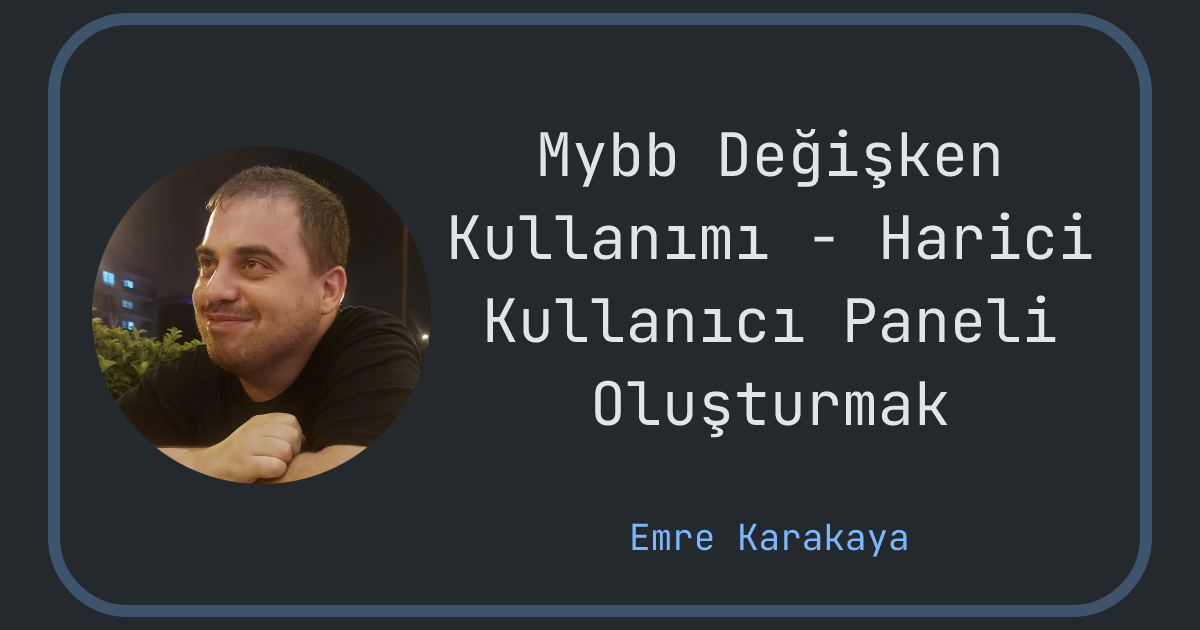 Mybb Değişken
Kullanımı - Harici
Kullanıcı Paneli
Oluşturmak
Emre Karakaya